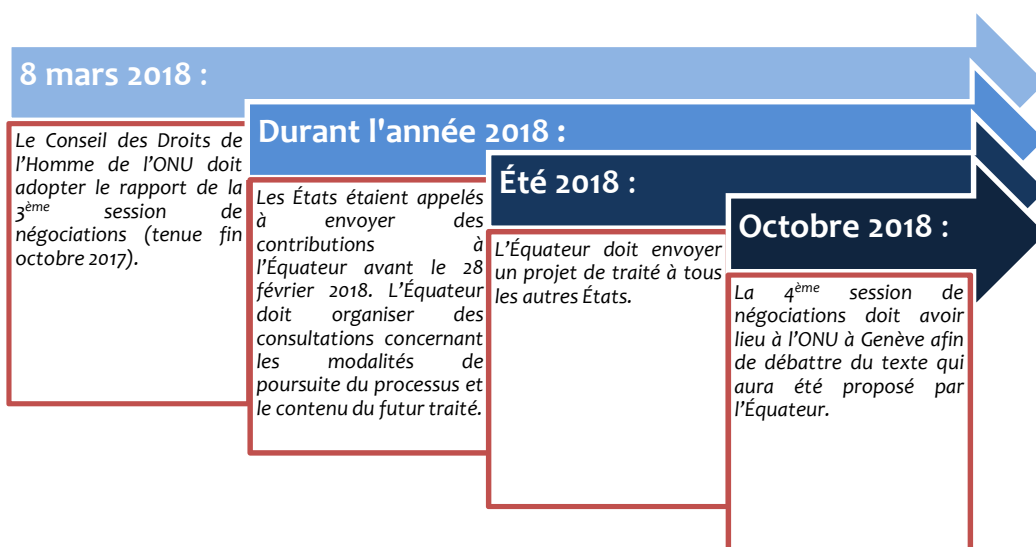 8 mars 2018 :
Le Conseil des Droits de
l'Homme de l'ONU doit
adopter le rapport de la
3ème session de
négociations (tenue fin
octobre 2017).
Durant l'année 2018 :
Les États étaient appelés
à envoyer des
contributions à
l'Équateur avant le 28
février 2018. L'Équateur
doit organiser des
consultations concernant
les modalités de
poursuite du processus et
le contenu du futur traité.
Été 2018 :
L'Équateur doit envoyer
un projet de traité à tous
les autres États.
Octobre 2018 :
La 4ème session de
négociations doit avoir
lieu à l'ONU à Genève afin
de débattre du texte qui
aura été proposé par
l'Équateur.